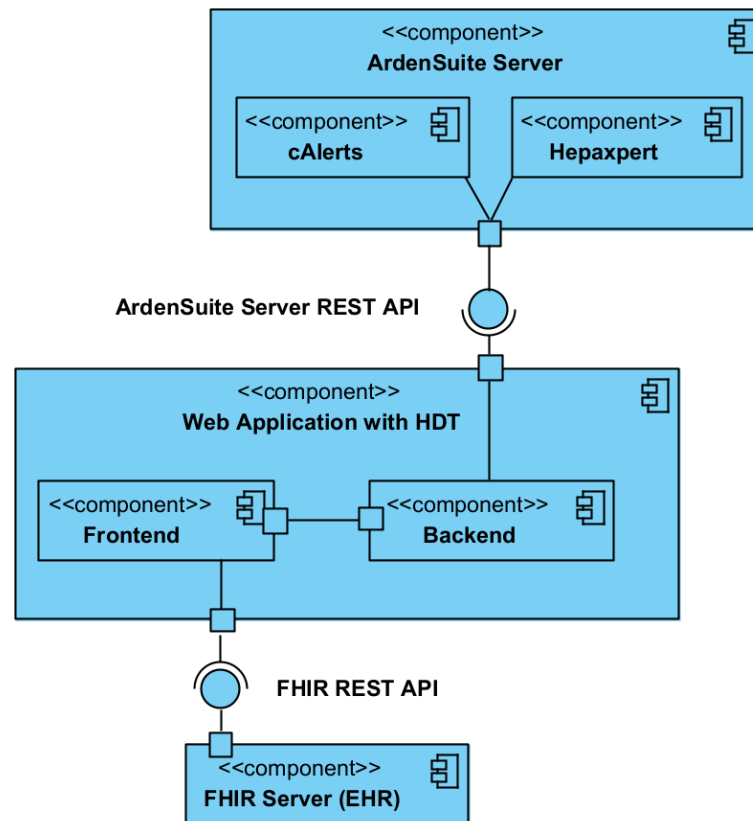 <<component>>
ArdenSuite Server
<<component>>
cAlerts
<<component>>
Hepaxpert
ArdenSuite Server REST API
<<component>>
Web Application with HDT
<<component>>
Frontend
<<component>>
Backend
FHIR REST API
<<component>>
FHIR Server (EHR)